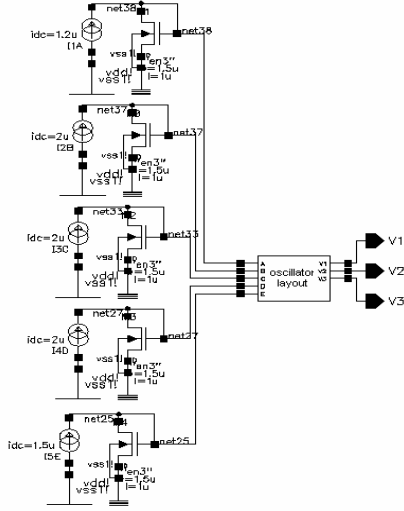 net38
net38
idc=1.2u
I1A
vss1!
"en3"
vdd!
=1.5u
vss1!
l=1u
net37
net37
idc=2u
I2B
vss1!
"en3"
vdd!
=1.5u
vss1!
l=1u
net33
net33
idc=2u
I3C
vss1!
"en3"
vdd!
=1.5u
vss1!
l=1u
A
B
C
D
E
oscillator
layout
V1
V2
V3
V1
V2
V3
net27
net27
idc=2u
I4D
vss1!
"en3"
vdd!
=1.5u
vss1!
l=1u
net25
net25
idc=1.5u
I5E
vss1!
"en3"
vdd!
=1.5u
vss1!
l=1u